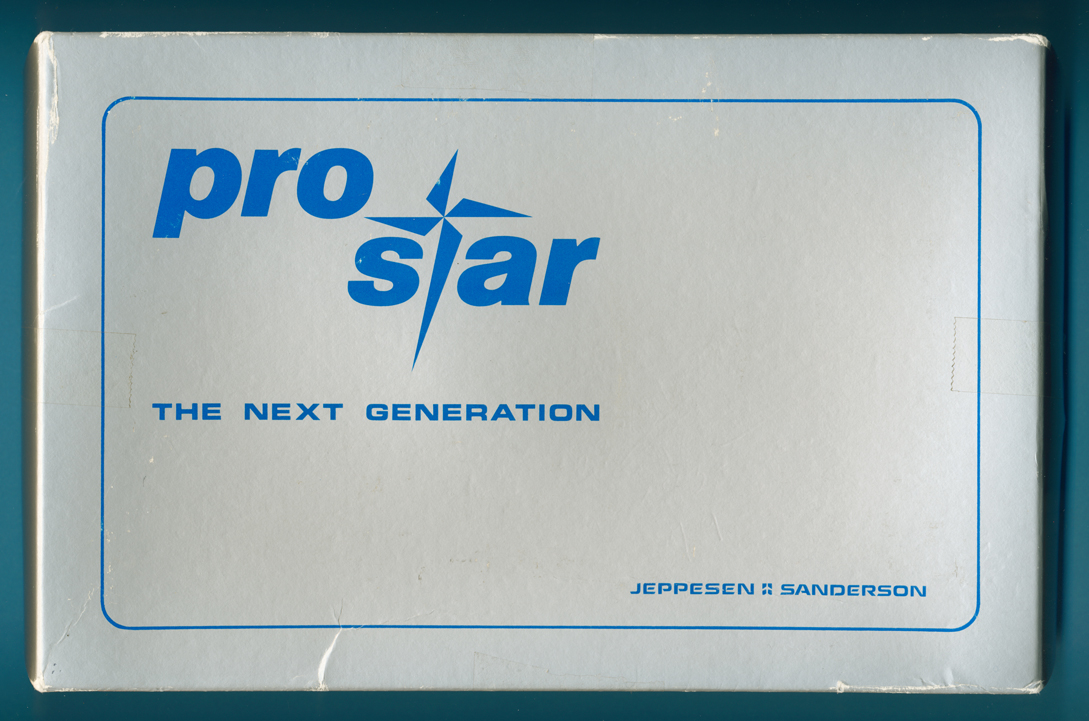 pro
star
THE NEXT GENERATION
JEPPESEN SANDERSON